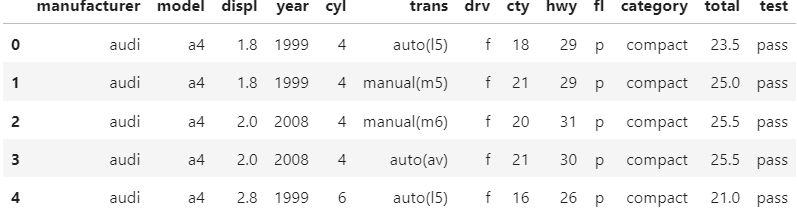 manufacturer model displ year cyl trans drv cty hwy fl category total test
0 audi a4 1.8 1999 4 auto(l5) f 18 29 p compact 23.5 pass
1 audi a4 1.8 1999 4 manual(m5) f 21 29 p compact 25.0 pass
2 audi a4 2.0 2008 4 manual(m6) f 20 31 p compact 25.5 pass
3 audi a4 2.0 2008 4 auto(av) f 21 30 p compact 25.5 pass
4 audi a4 2.8 1999 6 auto(l5) f 16 26 p compact 21.0 pass